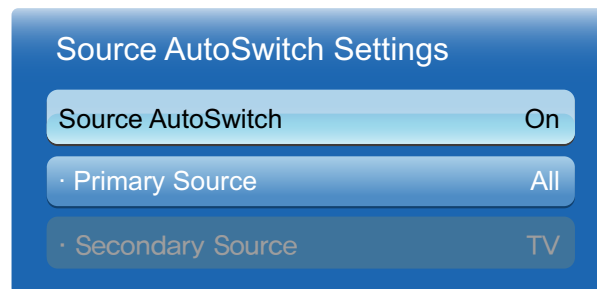 Source AutoSwitch Settings
Source AutoSwitch On
· Primary Source All
· Secondary Source TV